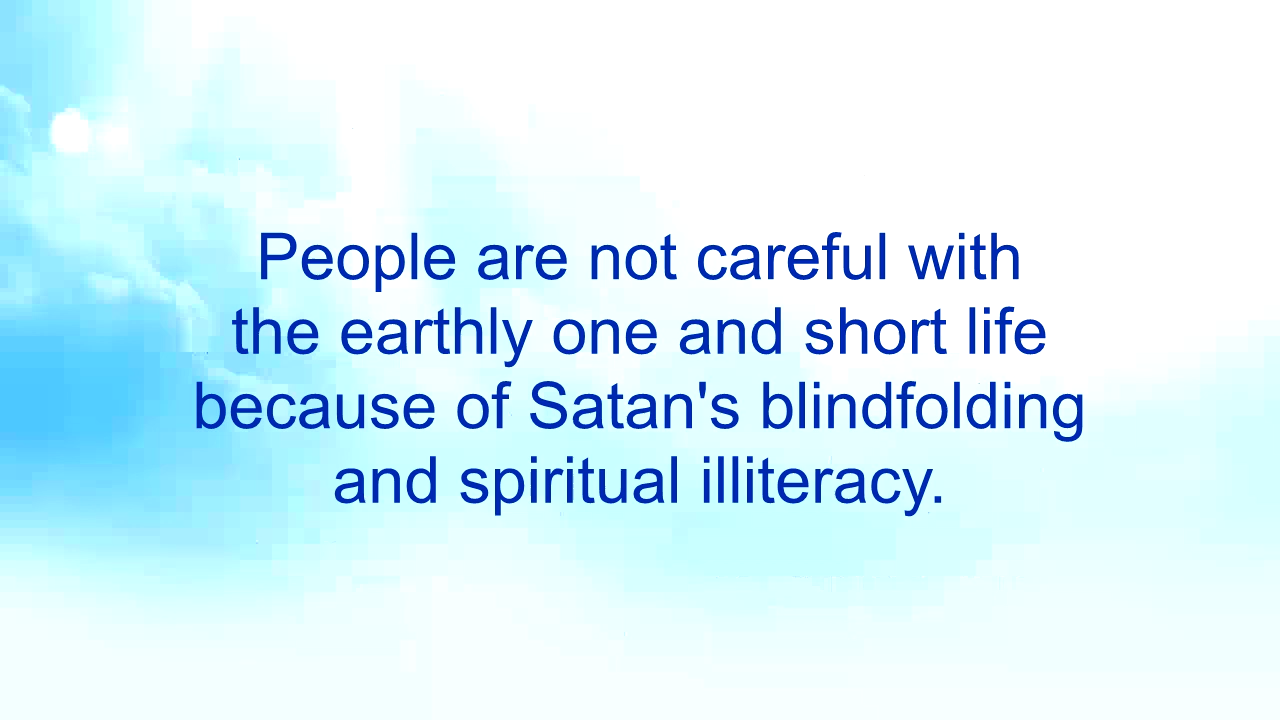 People are not careful with
the earthly one and short life
because of Satan's blindfolding
and spiritual illiteracy.